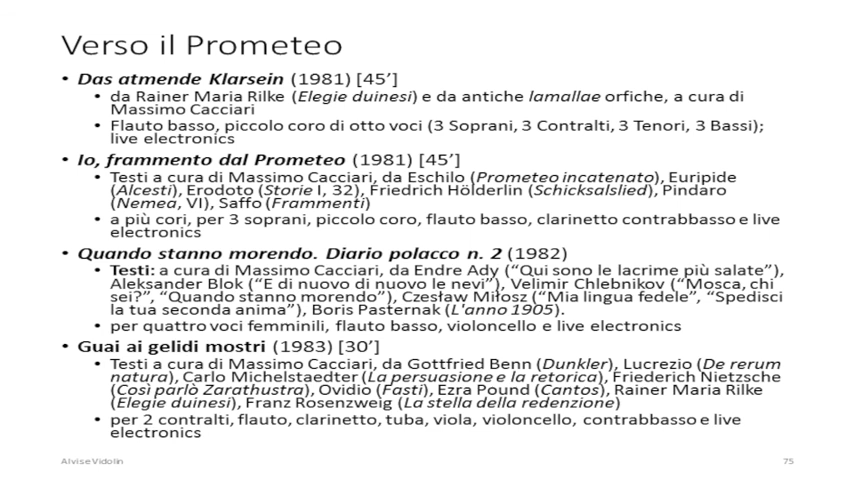 Verso il Prometeo
• Das atmende Klarsein (1981) [45’]
• da Rainer Maria Rilke (Elegie duinesi) e da antiche lamallae orfiche, a cura di
Massimo Cacciari
• Flauto basso, piccolo coro di otto voci (3 Soprani, 3 Contralti, 3 Tenori, 3 Bassi);
live electronics
• Io, frammento dal Prometeo (1981) [45’]
• Testi a cura di Massimo Cacciari, da Eschilo (Prometeo incatenato), Euripide
(Alcesti), Erodoto (Storie I, 32), Friedrich Hölderlin (Schicksalslied), Pindaro
(Nemea, VI), Saffo (Frammenti)
• a più cori, per 3 soprani, piccolo coro, flauto basso, clarinetto contrabbasso e live
electronics
• Quando stanno morendo. Diario polacco n. 2 (1982)
• Testi: a cura di Massimo Cacciari, da Endre Ady (“Qui sono le lacrime più salate”),
Aleksander Blok (“E di nuovo di nuovo le nevi”), Velimir Chlebnikov (“Mosca, chi
sei?”, “Quando stanno morendo”), Czesław Miłosz (“Mia lingua fedele”, “Spedisci
la tua seconda anima”), Boris Pasternak (L'anno 1905).
• per quattro voci femminili, flauto basso, violoncello e live electronics
• Guai ai gelidi mostri (1983) [30’]
• Testi a cura di Massimo Cacciari, da Gottfried Benn (Dunkler), Lucrezio (De rerum
natura), Carlo Michelstaedter (La persuasione e la retorica), Friederich Nietzsche
(Così parlò Zarathustra), Ovidio (Fasti), Ezra Pound (Cantos), Rainer Maria Rilke
(Elegie duinesi), Franz Rosenzweig (La stella della redenzione)
• per 2 contralti, flauto, clarinetto, tuba, viola, violoncello, contrabbasso e live
electronics
Alvise Vidolin
75